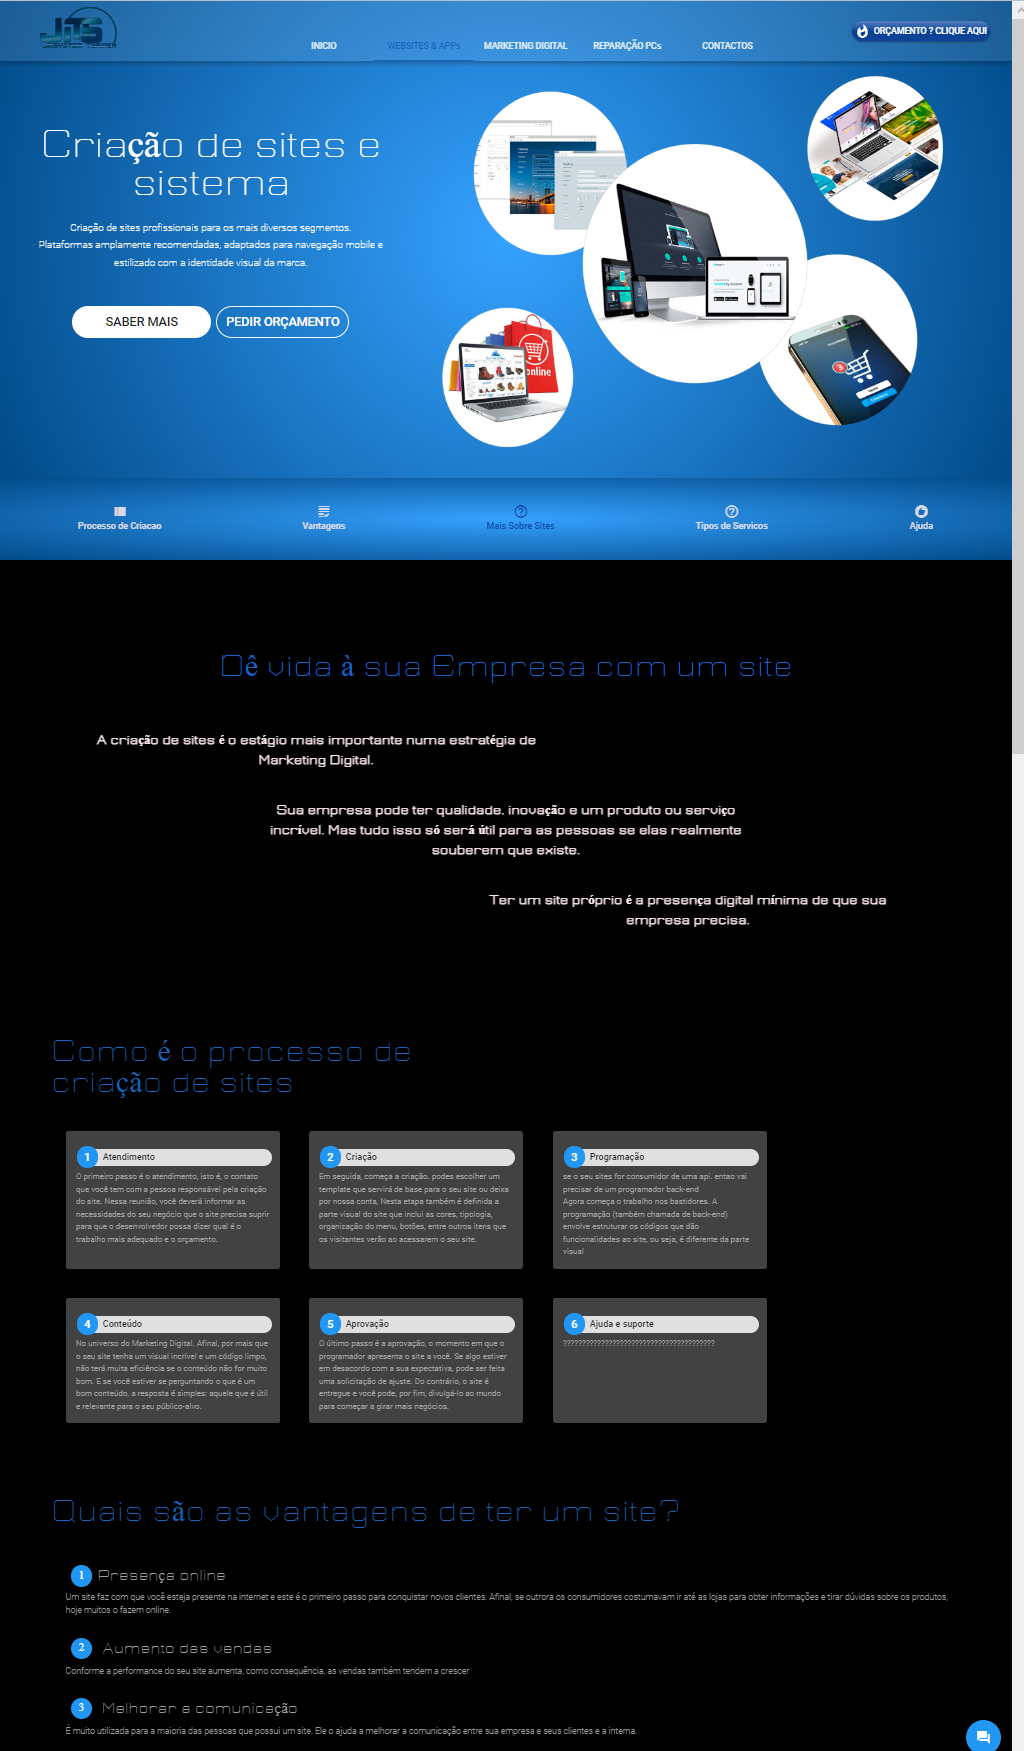 JiTS
INICIO
WEBSITES & APPs
MARKETING DIGITAL
REPARAÇÃO PCs
CONTACTOS
ORÇAMENTO ? CLIQUE AQUI
Criação de sites e
sistema
Criação de sites profissionais para os mais diversos segmentos.
Plataformas amplamente recomendadas, adaptados para navegação mobile e
estilizado com a identidade visual da marca.
SABER MAIS
PEDIR ORÇAMENTO
online
3
Processo de Criacao
Vantagens
Mais Sobre Sites
Tipos de Servicos
Ajuda
Dê vida à sua Empresa com um site
A criação de sites é o estágio mais importante numa estratégia de
Marketing Digital.
Sua empresa pode ter qualidade, inovação e um produto ou serviço
incrível. Mas tudo isso só será útil para as pessoas se elas realmente
souberem que existe.
Ter um site próprio é a presença digital mínima de que sua
empresa precisa.
Como é o processo de
criação de sites
1 Atendimento
O primeiro passo é o atendimento, isto é, o contato
que você tem com a pessoa responsável pela criação
do site. Nessa reunião, você deverá informar as
necessidades do seu negócio que o site precisa suprir
para que o desenvolvedor possa dizer qual é o
trabalho mais adequado e o orçamento.
2 Criação
Em seguida, começa a criação. podes escolher um
template que servirá de base para o seu site ou deixa
por nossa conta, Nesta etapa também é definida a
parte visual do site que inclui as cores, tipologia,
organização do menu, botões, entre outros itens que
os visitantes verão ao acessarem o seu site.
3 Programação
se o seu sites for consumidor de uma api. entao vai
precisar de um programador back-end
Agora começa o trabalho nos bastidores. A
programação (também chamada de back-end)
envolve estruturar os códigos que dão
funcionalidades ao site, ou seja, é diferente da parte
visual
4 Conteúdo
No universo do Marketing Digital. Afinal, por mais que
o seu site tenha um visual incrível e um código limpo,
não terá muita eficiência se o conteúdo não for muito
bom. E se você estiver se perguntando o que é um
bom conteúdo, a resposta é simples: aquele que é útil
e relevante para o seu público-alvo.
5 Aprovação
O último passo é a aprovação, o momento em que o
programador apresenta o site a você. Se algo estiver
em desacordo com a sua expectativa, pode ser feita
uma solicitação de ajuste. Do contrário, o site é
entregue e você pode, por fim, divulgá-lo ao mundo
para começar a girar mais negócios.
6 Ajuda e suporte
????????????????????????????????????????
Quais são as vantagens de ter um site?
1 Presença online
Um site faz com que você esteja presente na internet e este é o primeiro passo para conquistar novos clientes. Afinal, se outrora os consumidores costumavam ir até as lojas para obter informações e tirar dúvidas sobre os produtos,
hoje muitos o fazem online.
2 Aumento das vendas
Conforme a performance do seu site aumenta, como consequência, as vendas também tendem a crescer
3 Melhorar a comunicação
É muito utilizada para a maioria das pessoas que possui um site. Ele o ajuda a melhorar a comunicação entre sua empresa e seus clientes e a interna.